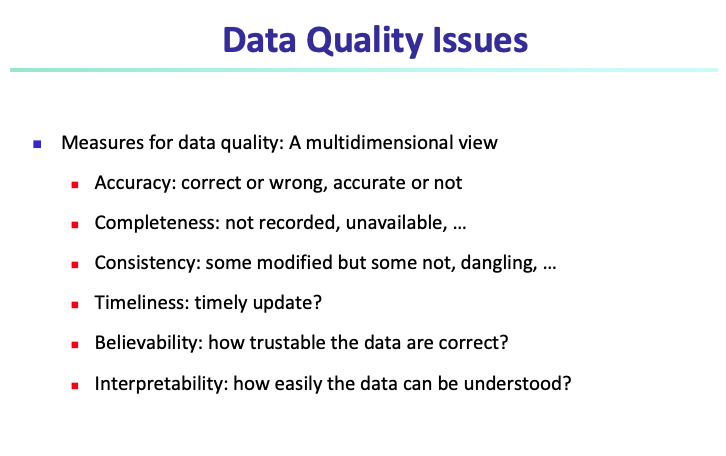 Data Quality Issues
Measures for data quality: A multidimensional view
Accuracy: correct or wrong, accurate or not
Completeness: not recorded, unavailable, …
Consistency: some modified but some not, dangling, …
Timeliness: timely update?
Believability: how trustable the data are correct?
Interpretability: how easily the data can be understood?